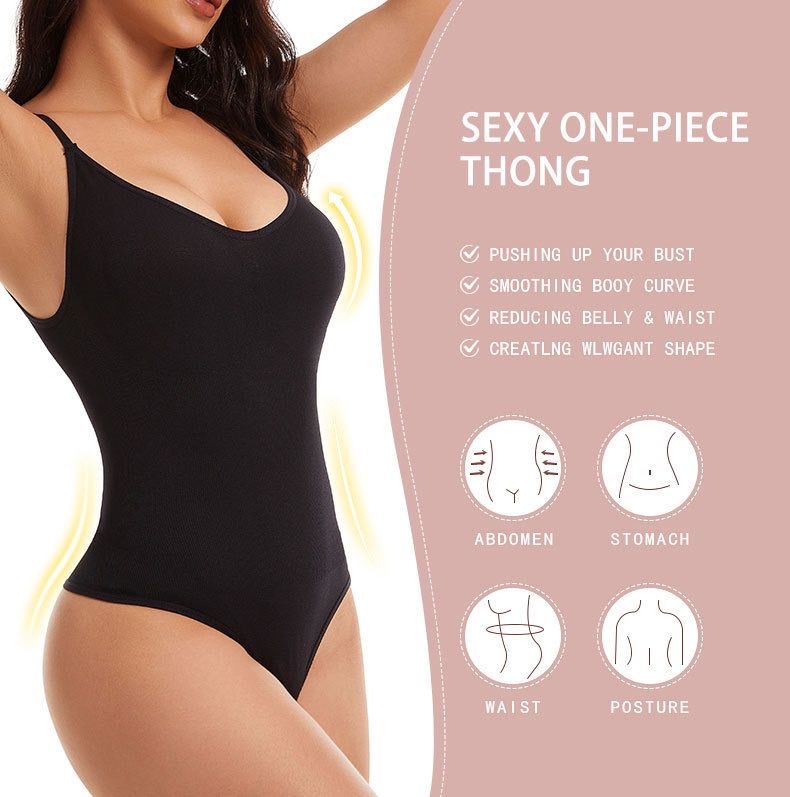 SEXY ONE-PIECE
THONG
PUSHING UP YOUR BUST
SMOOTHING BOOY CURVE
REDUCING BELLY & WAIST
CREATLNG WLWGANT SHAPE
ABDOMEN
STOMACH
WAIST
POSTURE